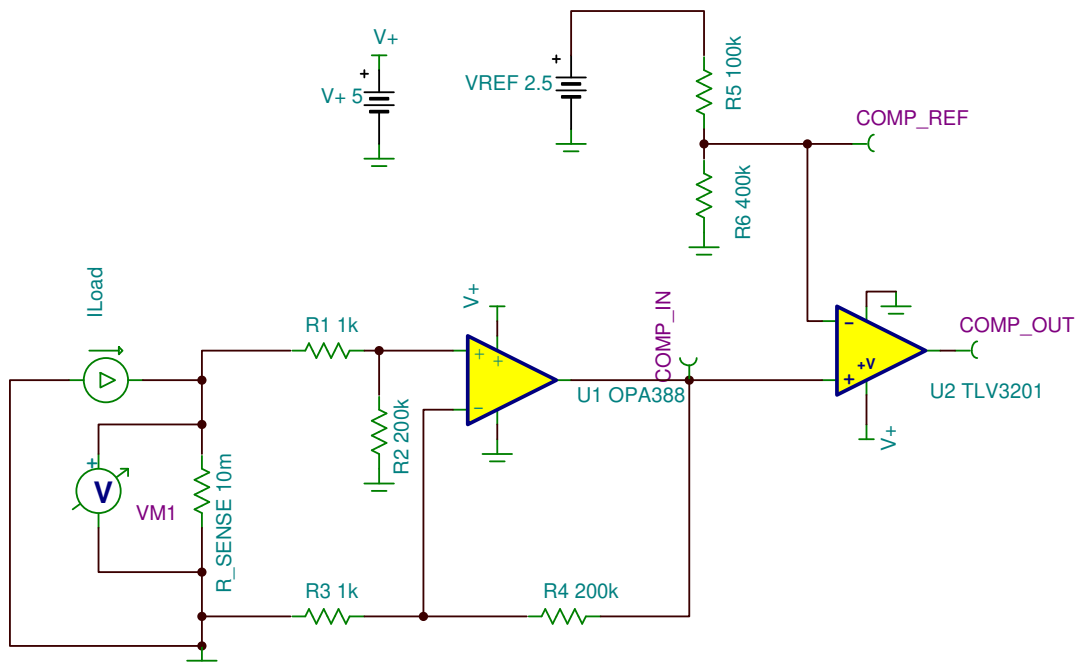 V+
V+ 5
VREF 2.5
R5 100k
COMP_REF
R6 400k
ILoad
R1 1k
V+
COMP_IN
COMP_OUT
+V
U1 OPA388
U2 TLV3201
R2 200k
V+
V
VM1
R_SENSE 10m
R3 1k
R4 200k